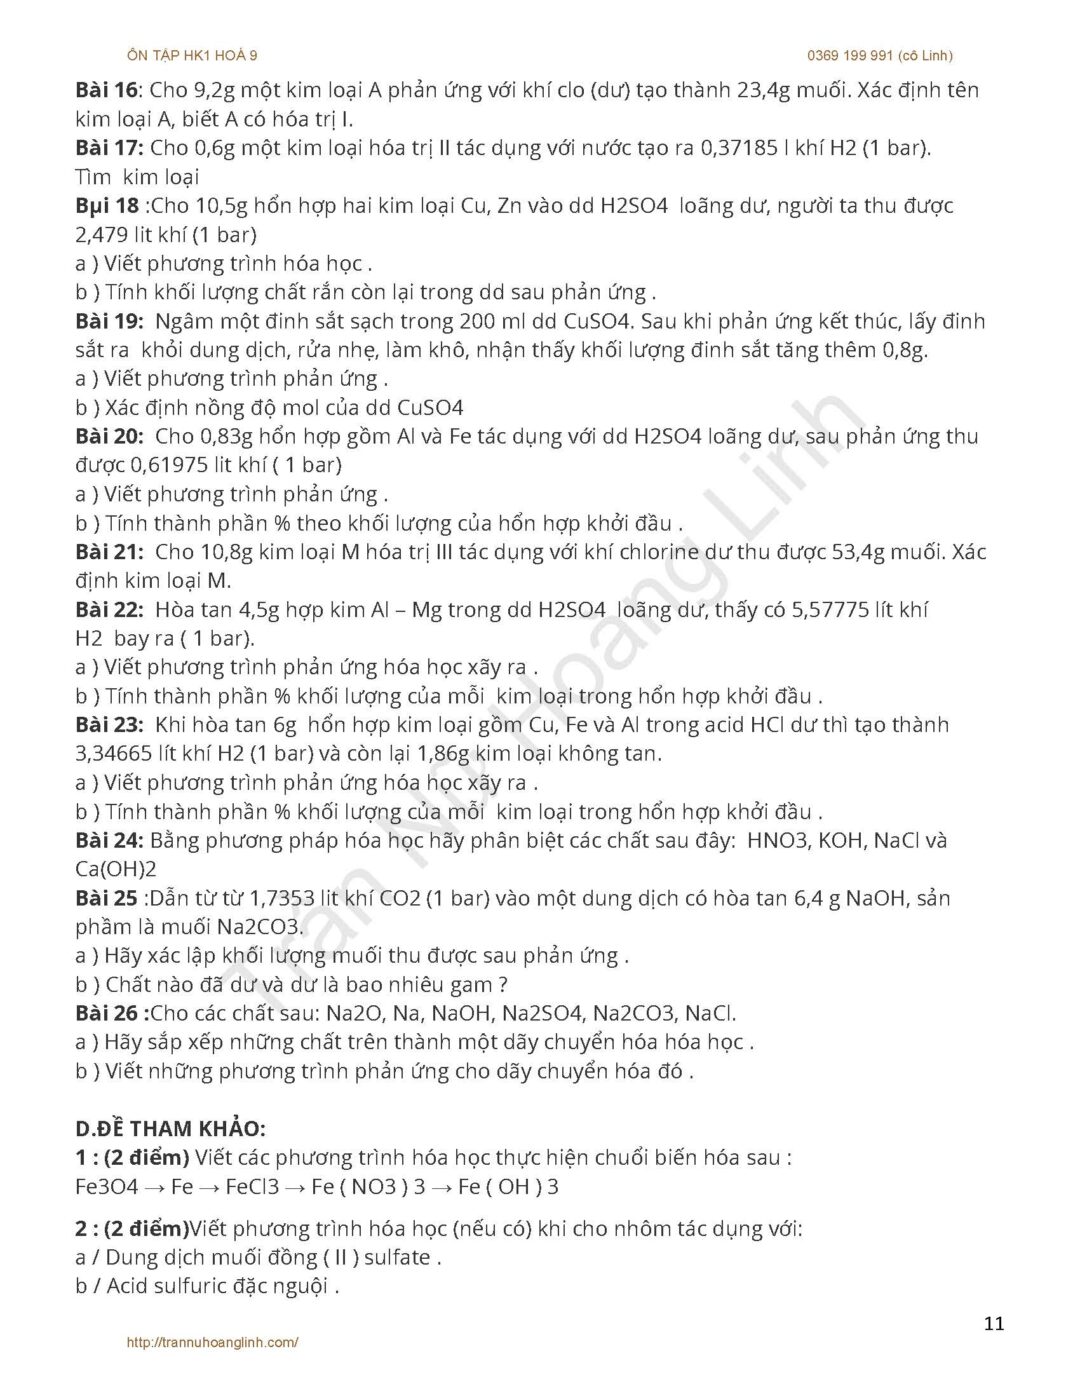 ÔN TẬP HK1 HOÁ 9
0369 199 991 (cô Linh)
Bài 16: Cho 9,2g một kim loại A phản ứng với khí clo (dư) tạo thành 23,4g muối. Xác định tên
kim loại A, biết A có hóa trị I.
Bài 17: Cho 0,6g một kim loại hóa trị II tác dụng với nước tạo ra 0,37185 l khí H2 (1 bar).
Tìm kim loại
Bµi 18 :Cho 10,5g hổn hợp hai kim loại Cu, Zn vào dd H2SO4 loãng dư, người ta thu được
2,479 lit khí (1 bar)
a ) Viết phương trình hóa học .
b ) Tính khối lượng chất rắn còn lại trong dd sau phản ứng .
Bài 19: Ngâm một đinh sắt sạch trong 200 ml dd CuSO4. Sau khi phản ứng kết thúc, lấy đinh
sắt ra khỏi dung dịch, rửa nhẹ, làm khô, nhận thấy khối lượng đinh sắt tăng thêm 0,8g.
a ) Viết phương trình phản ứng .
b ) Xác định nồng độ mol của dd CuSO4
Bài 20: Cho 0,83g hổn hợp gồm Al và Fe tác dụng với dd H2SO4 loãng dư, sau phản ứng thu
được 0,61975 lit khí ( 1 bar)
a ) Viết phương trình phản ứng .
b ) Tính thành phần % theo khối lượng của hổn hợp khởi đầu .
Bài 21: Cho 10,8g kim loại M hóa trị III tác dụng với khí chlorine dư thu được 53,4g muối. Xác
định kim loại M.
Bài 22: Hòa tan 4,5g hợp kim Al – Mg trong dd H2SO4 loãng dư, thấy có 5,57775 lít khí
H2 bay ra ( 1 bar).
a ) Viết phương trình phản ứng hóa học xãy ra .
b ) Tính thành phần % khối lượng của mỗi kim loại trong hổn hợp khởi đầu .
Bài 23: Khi hòa tan 6g hổn hợp kim loại gồm Cu, Fe và Al trong acid HCl dư thì tạo thành
3,34665 lít khí H2 (1 bar) và còn lại 1,86g kim loại không tan.
a ) Viết phương trình phản ứng hóa học xãy ra .
b ) Tính thành phần % khối lượng của mỗi kim loại trong hổn hợp khởi đầu .
Bài 24: Bằng phương pháp hóa học hãy phân biệt các chất sau đây: HNO3, KOH, NaCl và
Ca(OH)2
Bài 25 :Dẫn từ từ 1,7353 lit khí CO2 (1 bar) vào một dung dịch có hòa tan 6,4 g NaOH, sản
phầm là muối Na2CO3.
a ) Hãy xác lập khối lượng muối thu được sau phản ứng .
b ) Chất nào đã dư và dư là bao nhiêu gam ?
Bài 26 :Cho các chất sau: Na2O, Na, NaOH, Na2SO4, Na2CO3, NaCl.
a ) Hãy sắp xếp những chất trên thành một dãy chuyển hóa hóa học .
b ) Viết những phương trình phản ứng cho dãy chuyển hóa đó .
D.ĐỀ THAM KHẢO:
1 : (2 điểm) Viết các phương trình hóa học thực hiện chuổi biến hóa sau :
Fe3O4 → Fe → FeCl3 → Fe ( NO3 ) 3 → Fe ( OH ) 3
2 : (2 điểm)Viết phương trình hóa học (nếu có) khi cho nhôm tác dụng với:
a / Dung dịch muối đồng ( II ) sulfate .
b / Acid sulfuric đặc nguội .
Trần Nữ Hoàng Linh
11
http://trannuhoanglinh.com/